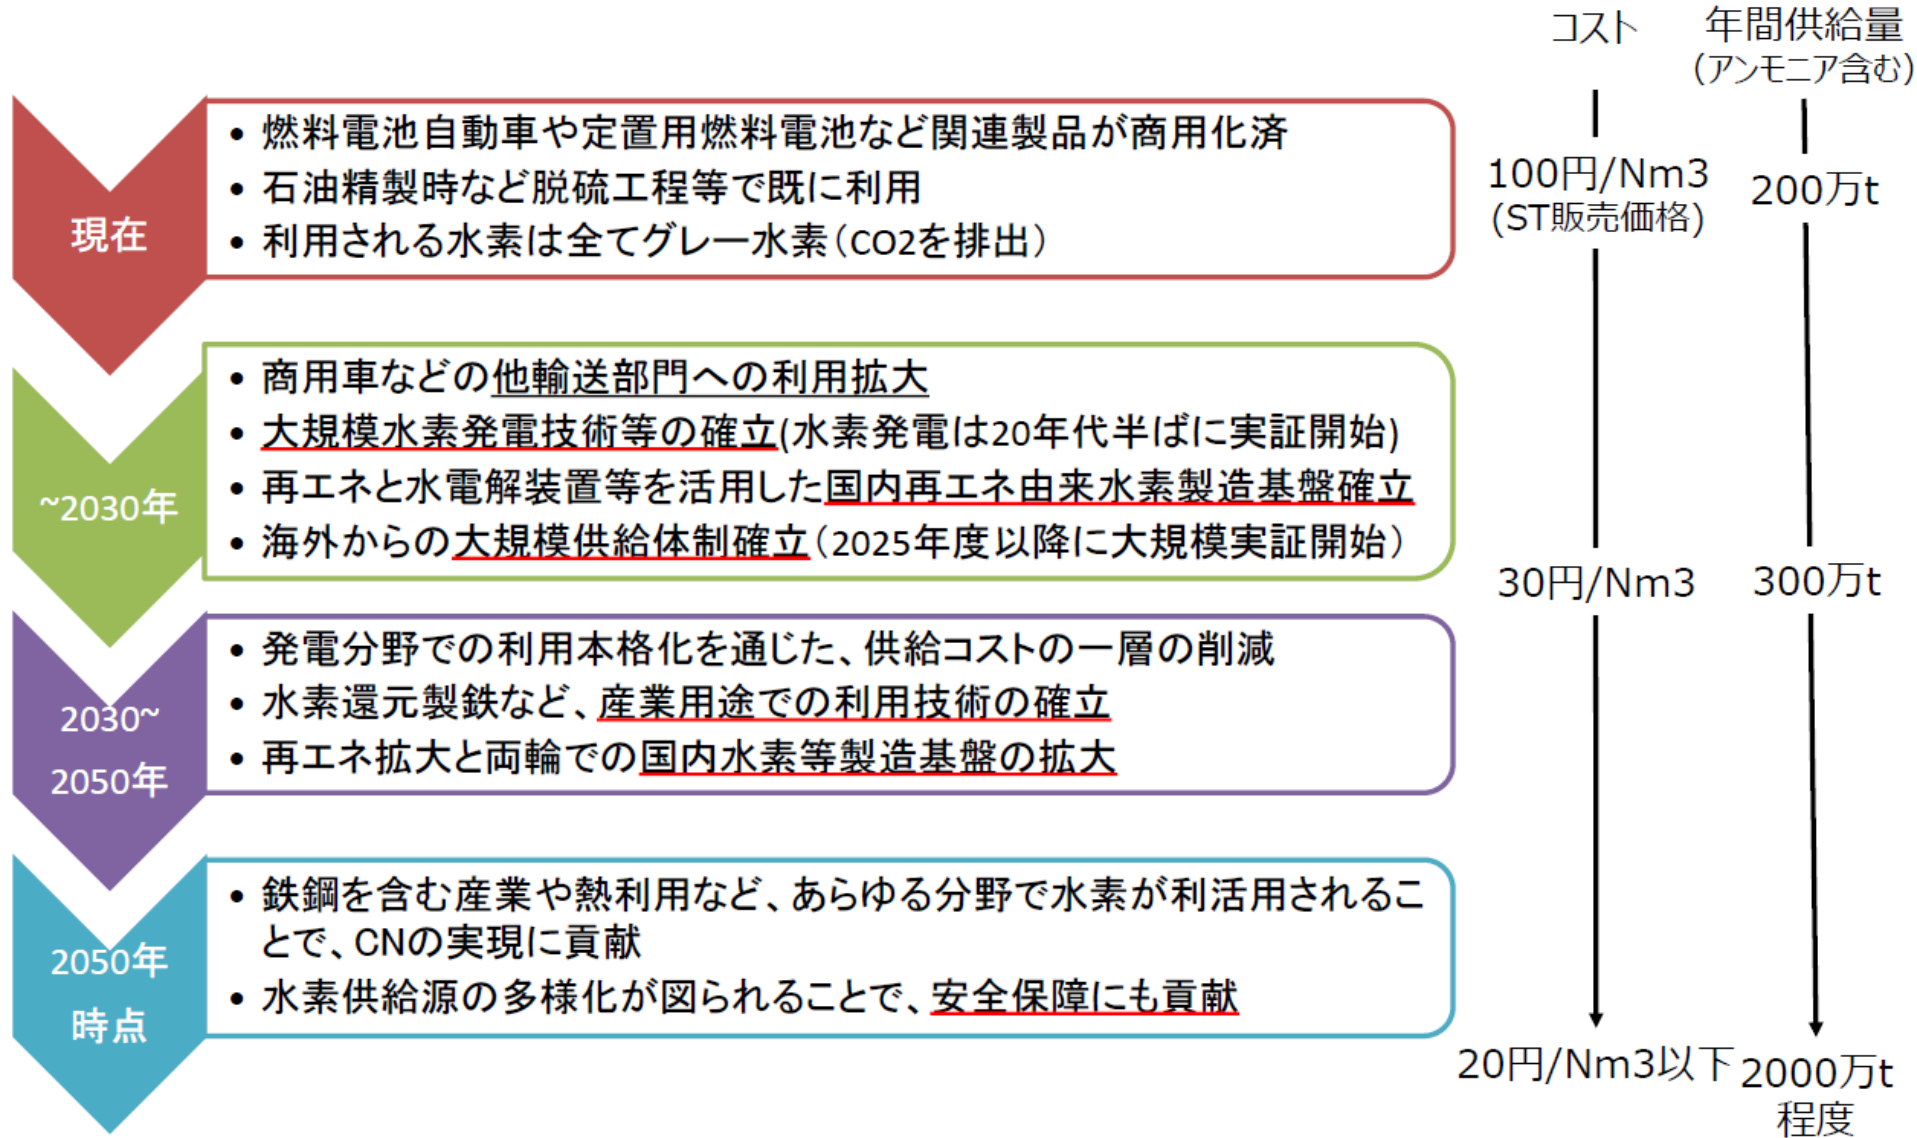 コスト
年間供給量
(アンモニア含む)
現在
• 燃料電池自動車や定置用燃料電池など関連製品が商用化済
• 石油精製時など脱硫工程等で既に利用
• 利用される水素は全てグレー水素（CO2を排出）
100円/Nm3
(ST販売価格)
200万t
~2030年
• 商用車などの他輸送部門への利用拡大
• 大規模水素発電技術等の確立(水素発電は20年代半ばに実証開始)
• 再エネと水電解装置等を活用した国内再エネ由来水素製造基盤確立
• 海外からの大規模供給体制確立（2025年度以降に大規模実証開始）
30円/Nm3
300万t
2030~
2050年
• 発電分野での利用本格化を通じた、供給コストの一層の削減
• 水素還元製鉄など、産業用途での利用技術の確立
• 再エネ拡大と両輪での国内水素等製造基盤の拡大
2050年
時点
• 鉄鋼を含む産業や熱利用など、あらゆる分野で水素が利活用されるこ
とで、CNの実現に貢献
• 水素供給源の多様化が図られることで、安全保障にも貢献
20円/Nm3以下
2000万t
程度